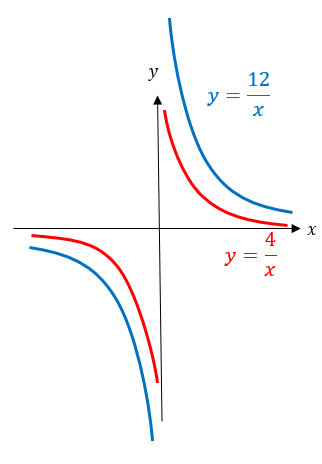 y
y = 12/x
x
y = 4/x